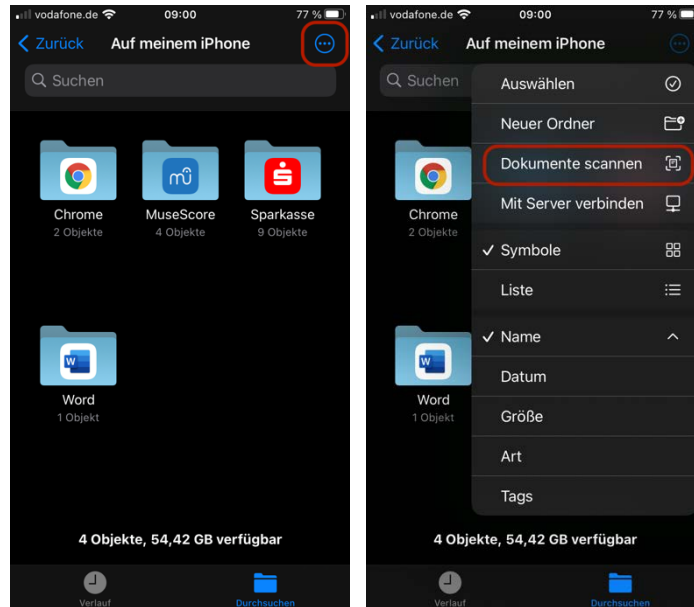 vodafone.de 09:00 77 %
Zurück Auf meinem iPhone
Suchen
Chrome MuseScore Sparkasse
2 Objekte 4 Objekte 9 Objekte
Word
1 Objekt
4 Objekte, 54,42 GB verfügbar
Verlauf Durchsuchen
vodafone.de 09:00 77 %
Zurück Auf meinem iPhone
Suchen
Auswählen
Neuer Ordner
Dokumente scannen
Mit Server verbinden
Symbole
Liste
Name
Datum
Größe
Art
Tags
Chrome
2 Objekte
Word
1 Objekt
4 Objekte, 54,42 GB verfügbar
Verlauf Durchsuchen